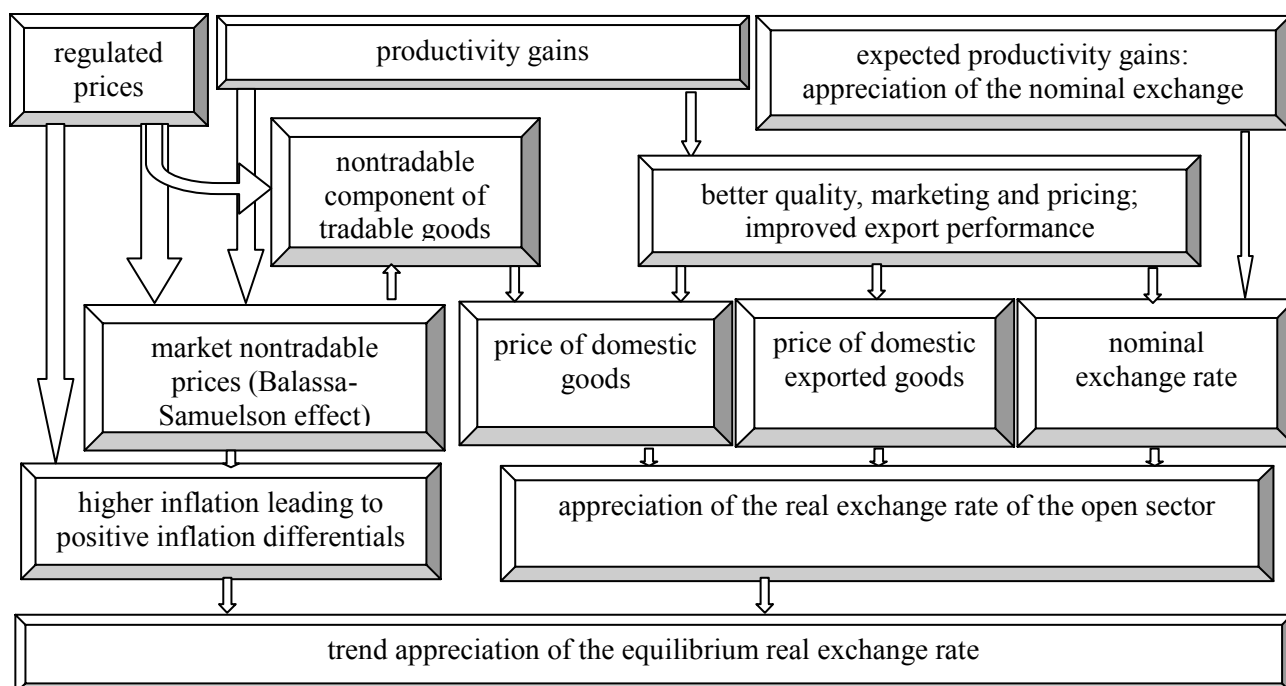 regulated
prices
productivity gains
expected productivity gains:
appreciation of the nominal exchange
nontradable
component of
tradable goods
better quality, marketing and pricing;
improved export performance
market nontradable
prices (Balassa-
Samuelson effect)
price of domestic
goods
price of domestic
exported goods
nominal
exchange rate
higher inflation leading to
positive inflation differentials
appreciation of the real exchange rate of the open sector
trend appreciation of the equilibrium real exchange rate